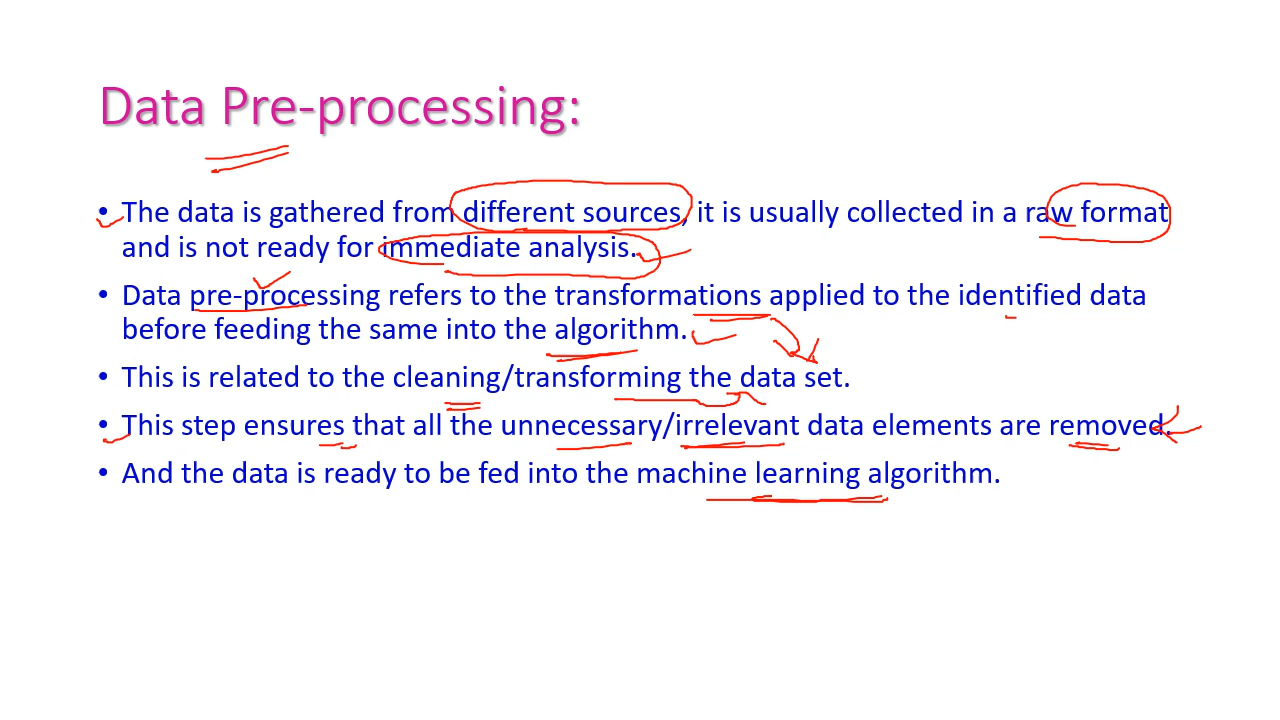 Data Pre-processing:
• The data is gathered from different sources, it is usually collected in a raw format
and is not ready for immediate analysis.
• Data pre-processing refers to the transformations applied to the identified data
before feeding the same into the algorithm.
• This is related to the cleaning/transforming the data set.
• This step ensures that all the unnecessary/irrelevant data elements are removed.
• And the data is ready to be fed into the machine learning algorithm.